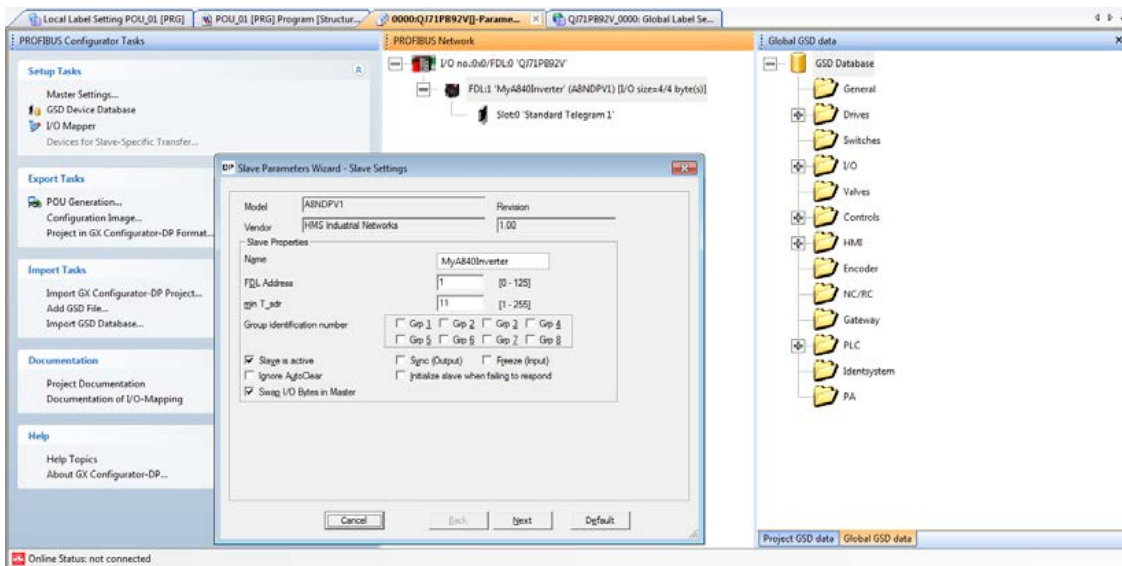 Local Label Setting POU_01 [PRG]
POU_01 [PRG] Program [Structur...
0000:QJ71PB92V[]-Parame...
QJ71PB92V_0000: Global Label Se...
PROFIBUS Configurator Tasks
Setup Tasks
Master Settings...
GSD Device Database
I/O Mapper
Devices for Slave-Specific Transfer...
Export Tasks
POU Generation...
Configuration Image...
Project in GX Configurator-DP Format...
Import Tasks
Import GX Configurator-DP Project...
Add GSD File...
Import GSD Database...
Documentation
Project Documentation
Documentation of I/O-Mapping
Help
Help Topics
About GX Configurator-DP...
PROFIBUS Network
I/O no.:0x0/FDL:0 'QJ71PB92V'
FDL:1 'MyA840Inverter' (A8NDPV1) [I/O size=4/4 byte(s)]
Slot:0 'Standard Telegram 1'
DP Slave Parameters Wizard - Slave Settings
Model A8NDPV1 Revision
Vendor HMS Industrial Networks 1.00
Slave Properties
Name MyA840Inverter
FDL Address 1 [0 - 125]
min T_sdr 11 [1 - 255]
Group identification number Grp 1 Grp 2 Grp 3 Grp 4
Grp 5 Grp 6 Grp 7 Grp 8
Slave is active Sync (Output) Freeze (Input)
Ignore AutoClear Initialize slave when failing to respond
Swap I/O Bytes in Master
Cancel Back Next Default
Global GSD data
GSD Database
General
Drives
Switches
I/O
Valves
Controls
HMI
Encoder
NC/RC
Gateway
PLC
Identsystem
PA
Project GSD data Global GSD data
Online Status: not connected